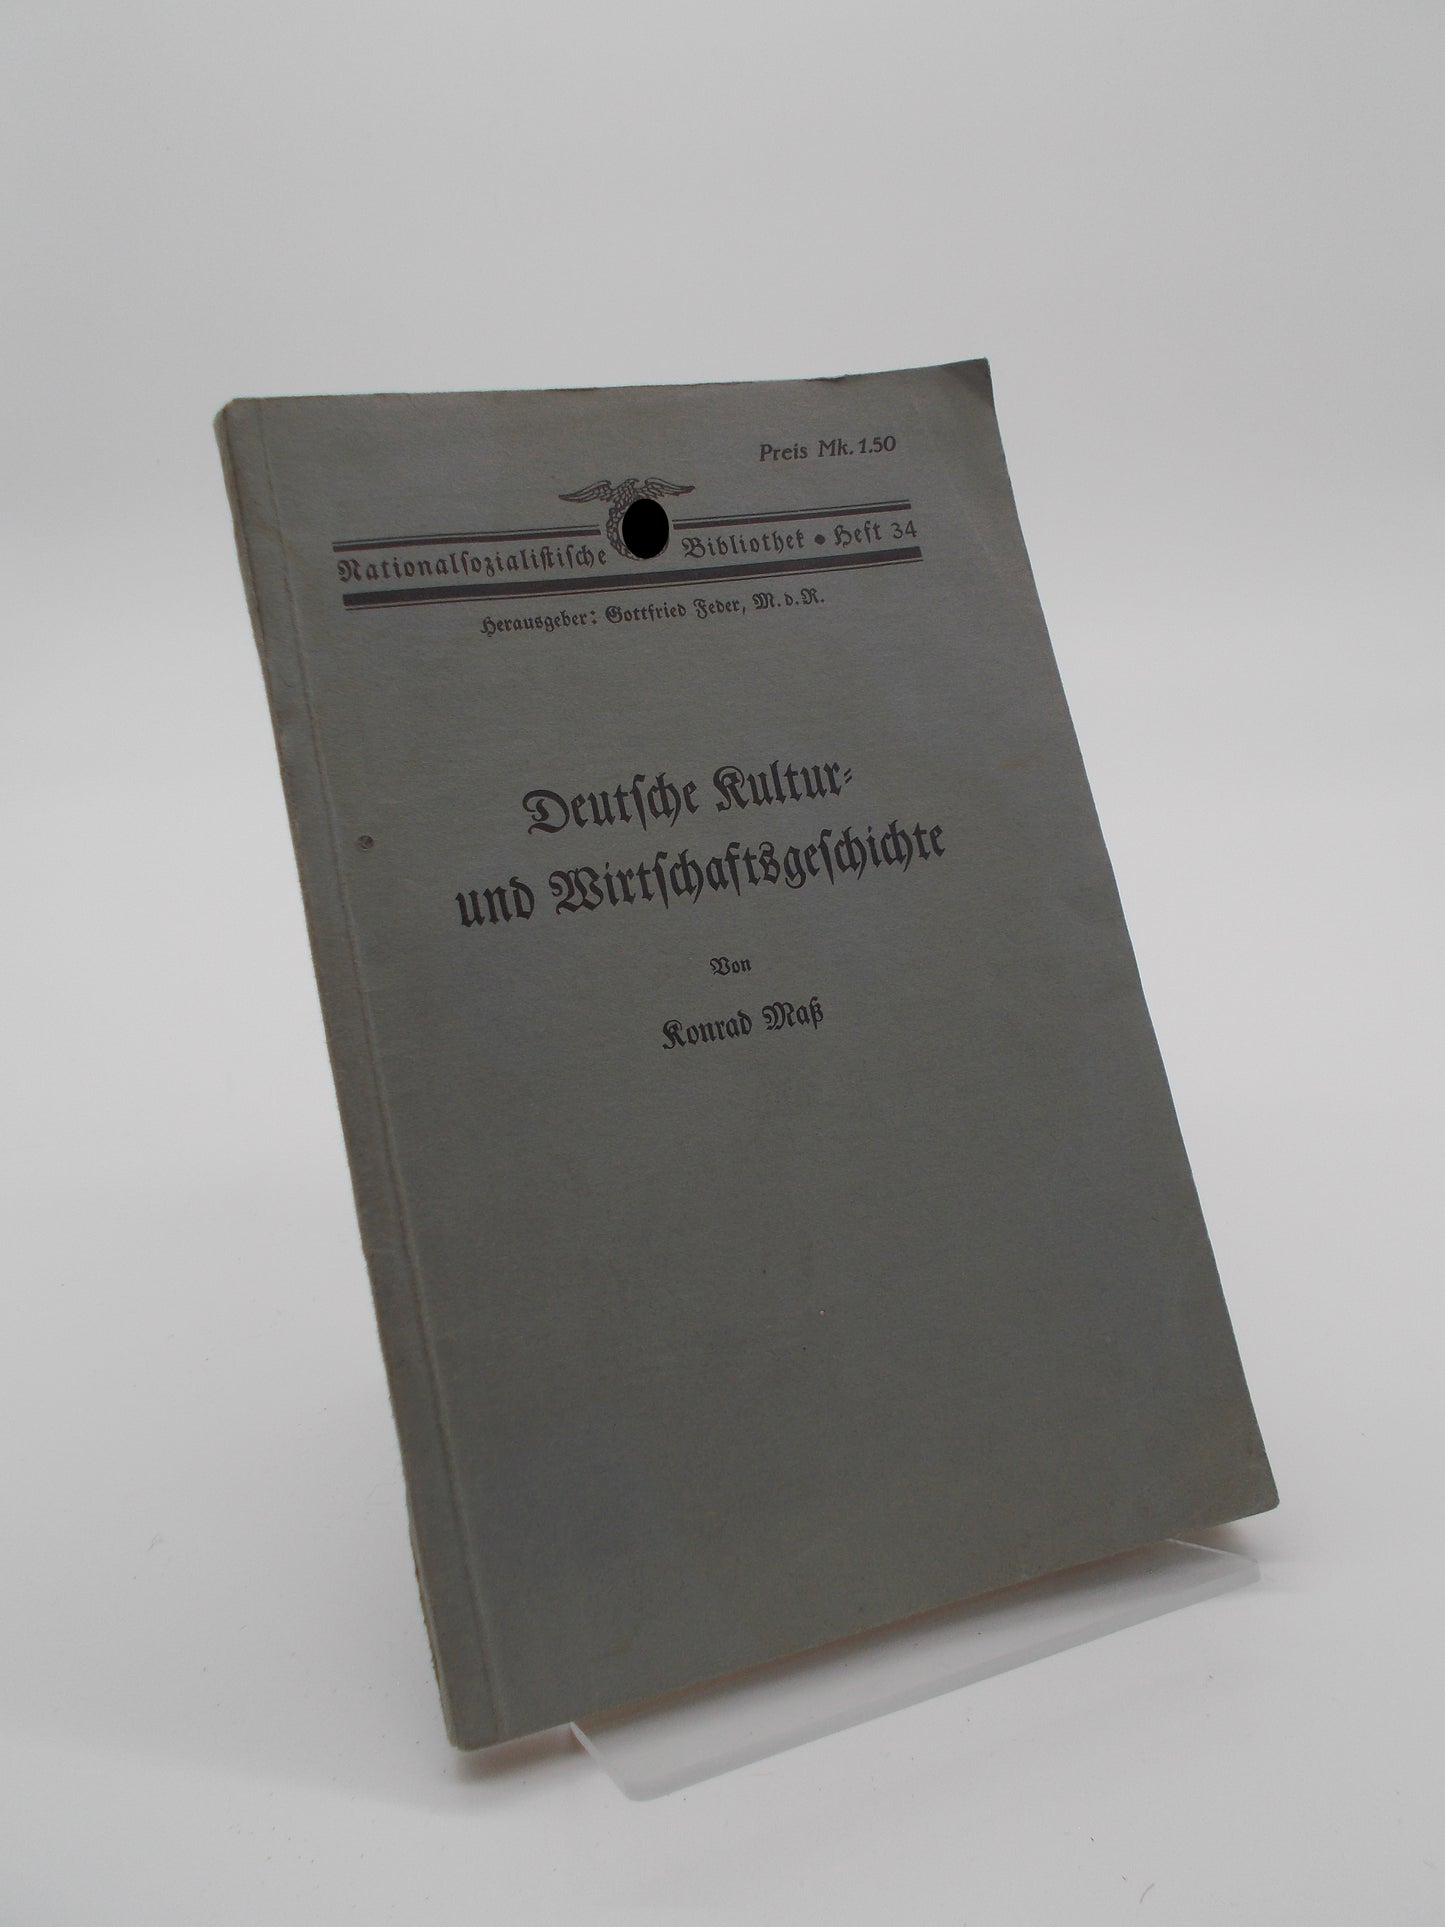 Preis Mk. 1.50
Nationalsozialistische Bibliothek • Heft 34
Herausgeber: Gottfried Feder, M. d. R.
Deutsche Kultur-
und Wirtschaftsgeschichte
Von
Konrad Maß